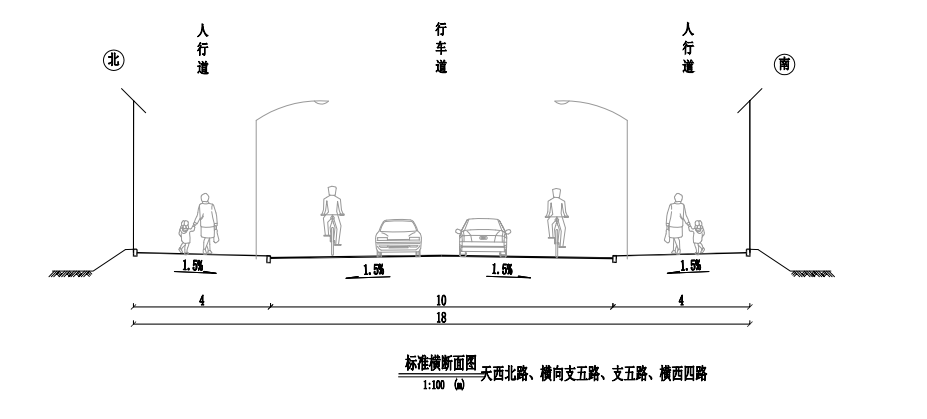 人行道
行车道
人行道
北
南
1.5%
1.5%
1.5%
1.5%
4
10
4
18
标准横断面图
天西北路、横向支五路、支五路、横西四路
1:100 (m)